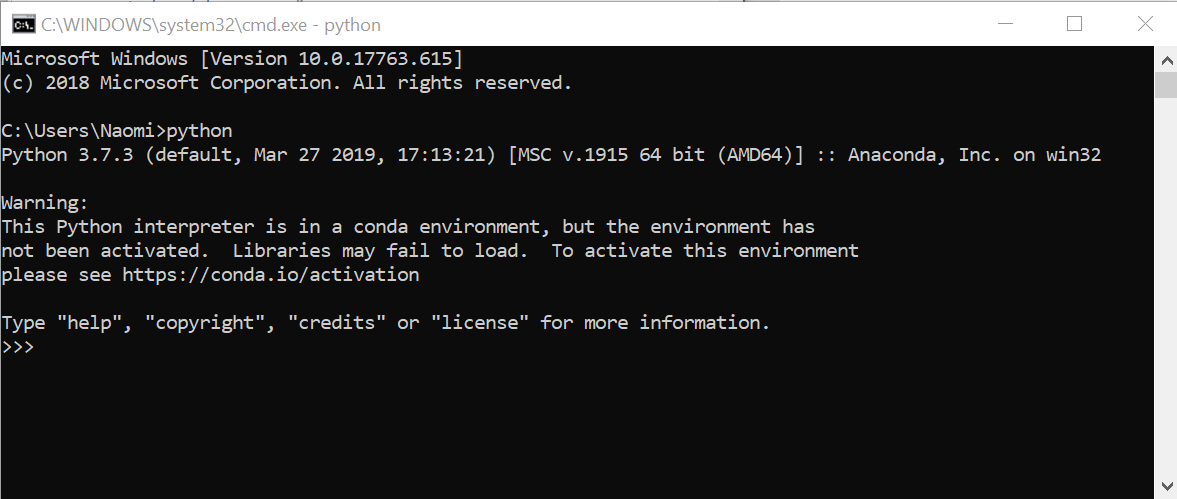 C:\WINDOWS\system32\cmd.exe - python
Microsoft Windows [Version 10.0.17763.615]
(c) 2018 Microsoft Corporation. All rights reserved.
C:\Users\Naomi>python
Python 3.7.3 (default, Mar 27 2019, 17:13:21) [MSC v.1915 64 bit (AMD64)] :: Anaconda, Inc. on win32
Warning:
This Python interpreter is in a conda environment, but the environment has
not been activated.  Libraries may fail to load.  To activate this environment
please see https://conda.io/activation
Type "help", "copyright", "credits" or "license" for more information.
>>>